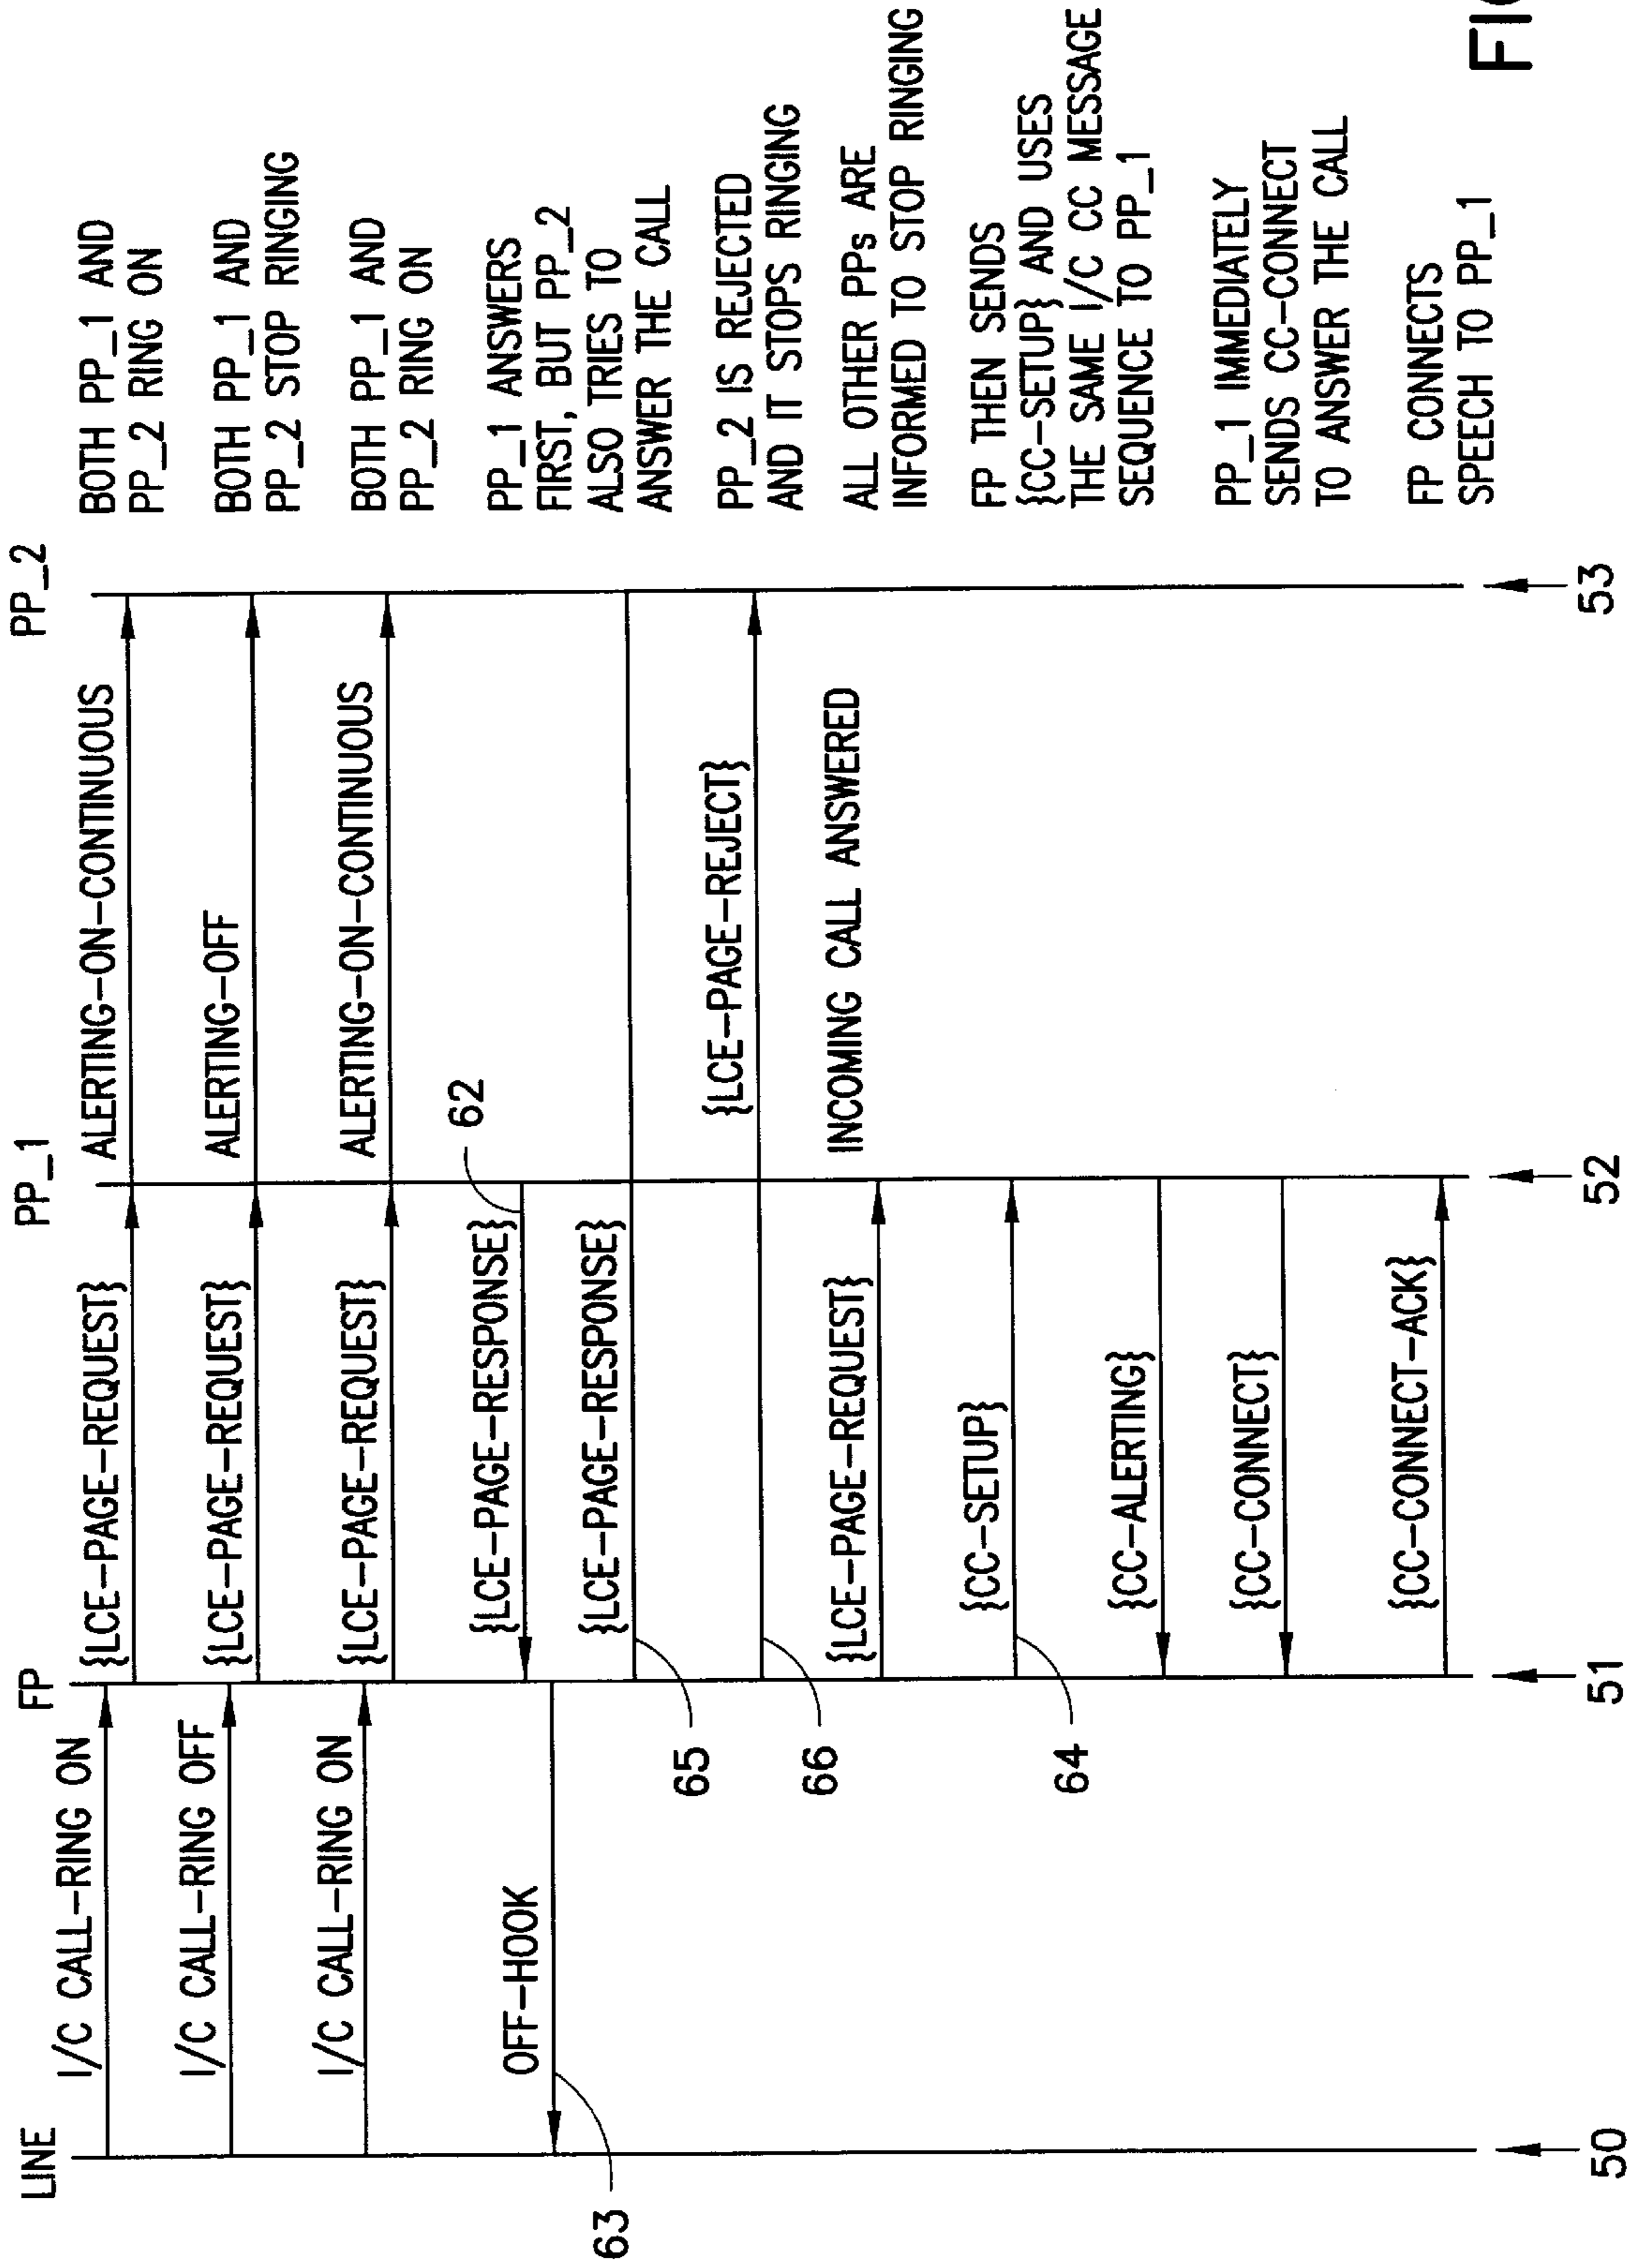 LINE
FP
PP_1
PP_2
I/C CALL-RING ON
{LCE-PAGE-REQUEST}
ALERTING-ON-CONTINUOUS
BOTH PP_1 AND
PP_2 RING ON
I/C CALL-RING OFF
{LCE-PAGE-REQUEST}
ALERTING-OFF
BOTH PP_1 AND
PP_2 STOP RINGING
I/C CALL-RING ON
{LCE-PAGE-REQUEST}
ALERTING-ON-CONTINUOUS
BOTH PP_1 AND
PP_2 RING ON
62
{LCE-PAGE-RESPONSE}
PP_1 ANSWERS
FIRST, BUT PP_2
ALSO TRIES TO
ANSWER THE CALL
OFF-HOOK
63
{LCE-PAGE-RESPONSE}
65
{LCE-PAGE-REJECT}
66
PP_2 IS REJECTED
AND IT STOPS RINGING
{LCE-PAGE-REQUEST}
INCOMING CALL ANSWERED
ALL OTHER PPs ARE
INFORMED TO STOP RINGING
{CC-SETUP}
64
FP THEN SENDS
{CC-SETUP} AND USES
THE SAME I/C CC MESSAGE
SEQUENCE TO PP_1
{CC-ALERTING}
{CC-CONNECT}
PP_1 IMMEDIATELY
SENDS CC-CONNECT
TO ANSWER THE CALL
{CC-CONNECT-ACK}
FP CONNECTS
SPEECH TO PP_1
50
51
52
53